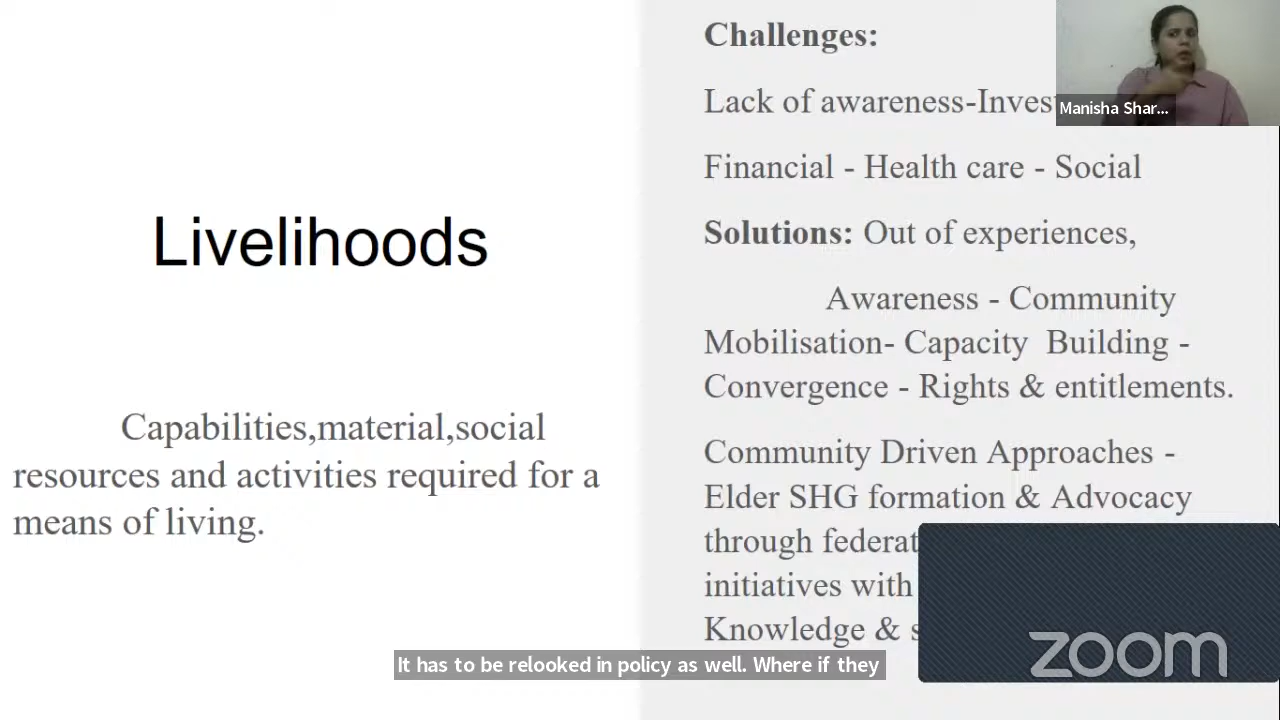 Livelihoods
Capabilities,material,social
resources and activities required for a
means of living.
Challenges:
Lack of awareness-
Financial - Health care - Social
Solutions: Out of experiences,
Awareness - Community
Mobilisation- Capacity Building -
Convergence - Rights & entitlements.
Community Driven Approaches -
Elder SHG formation & Advocacy
through
initiatives with
Knowledge &
Manisha Shar...
It has to be relooked in policy as well. Where if they
zoom